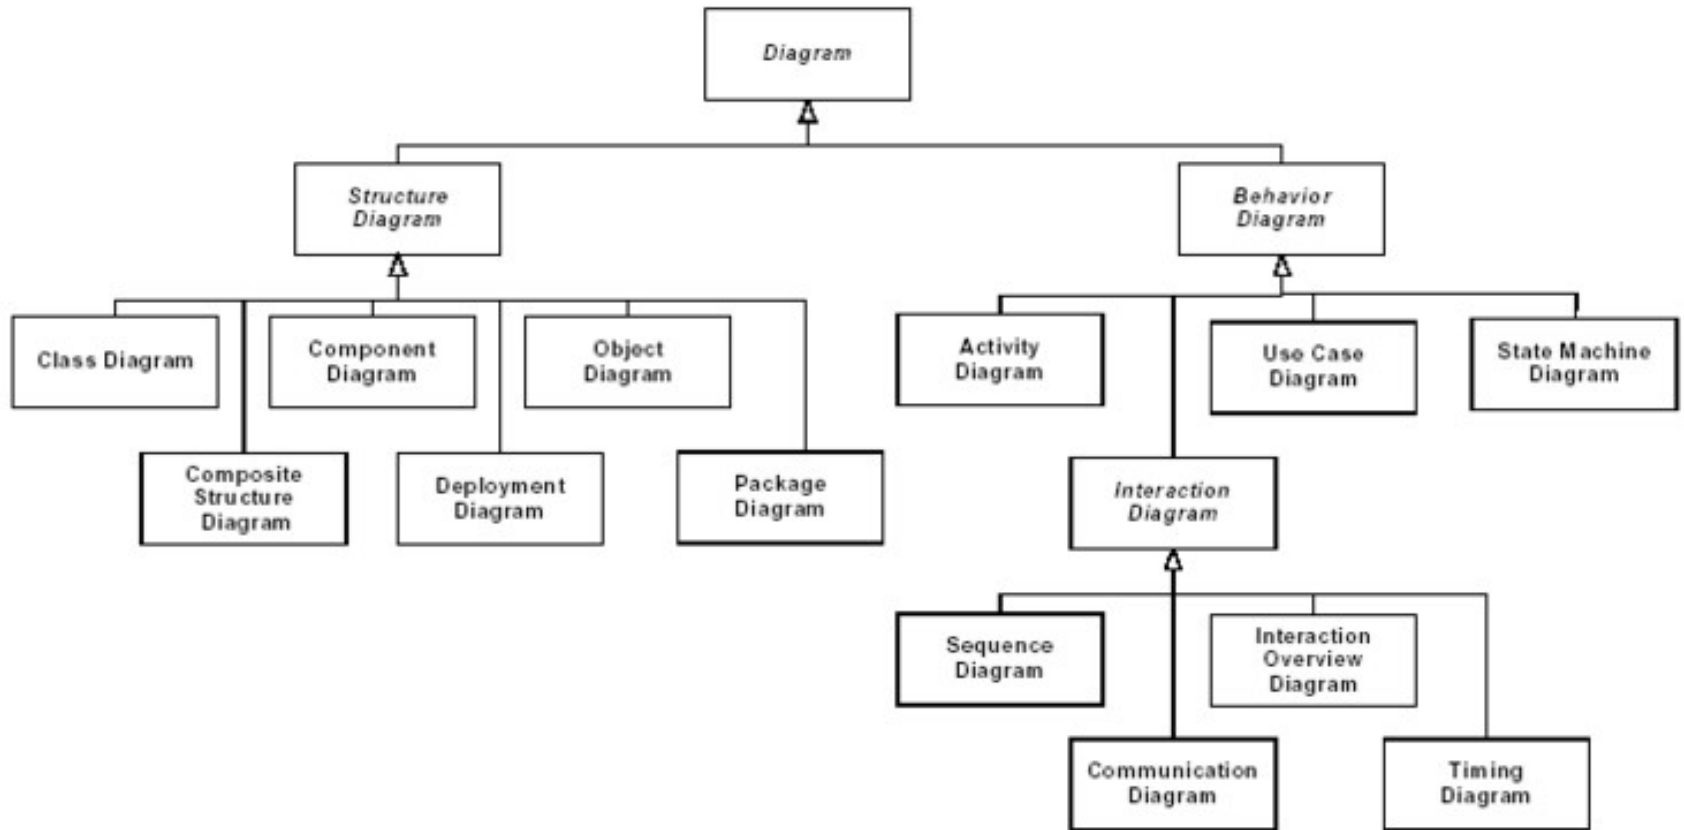 Diagram
Structure
Diagram
Behavior
Diagram
Class Diagram
Component
Diagram
Object
Diagram
Activity
Diagram
Use Case
Diagram
State Machine
Diagram
Composite
Structure
Diagram
Deployment
Diagram
Package
Diagram
Interaction
Diagram
Sequence
Diagram
Interaction
Overview
Diagram
Communication
Diagram
Timing
Diagram